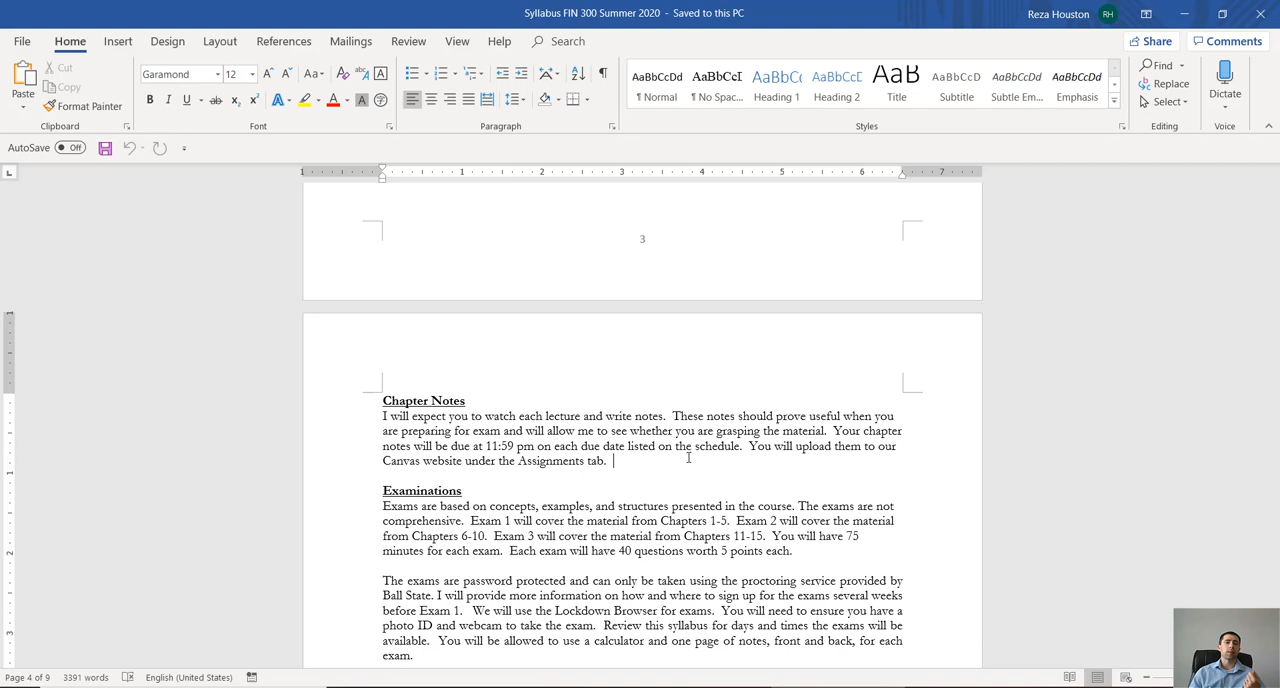 Syllabus FIN 300 Summer 2020 - Saved to this PC
Reza Houston RH
File Home Insert Design Layout References Mailings Review View Help Search Share Comments
Paste Cut Copy Format Painter
Garamond 12
AaBbCcDd AaBbCcI AaBbC( AaBbCcE AaB AaBbCcD AaBbCcDd AaBbCcDd
¶ Normal ¶ No Spac... Heading 1 Heading 2 Title Subtitle Subtle Em... Emphasis
Find Replace Select
Dictate
Clipboard Font Paragraph Styles Editing Voice
AutoSave Off
1 1 2 3 4 5 6 7
3
Chapter Notes
I will expect you to watch each lecture and write notes. These notes should prove useful when you
are preparing for exam and will allow me to see whether you are grasping the material. Your chapter
notes will be due at 11:59 pm on each due date listed on the schedule. You will upload them to our
Canvas website under the Assignments tab.
Examinations
Exams are based on concepts, examples, and structures presented in the course. The exams are not
comprehensive. Exam 1 will cover the material from Chapters 1-5. Exam 2 will cover the material
from Chapters 6-10. Exam 3 will cover the material from Chapters 11-15. You will have 75
minutes for each exam. Each exam will have 40 questions worth 5 points each.
The exams are password protected and can only be taken using the proctoring service provided by
Ball State. I will provide more information on how and where to sign up for the exams several weeks
before Exam 1. We will use the Lockdown Browser for exams. You will need to ensure you have a
photo ID and webcam to take the exam. Review this syllabus for days and times the exams will be
available. You will be allowed to use a calculator and one page of notes, front and back, for each
exam.
Page 4 of 9 3391 words English (United States)